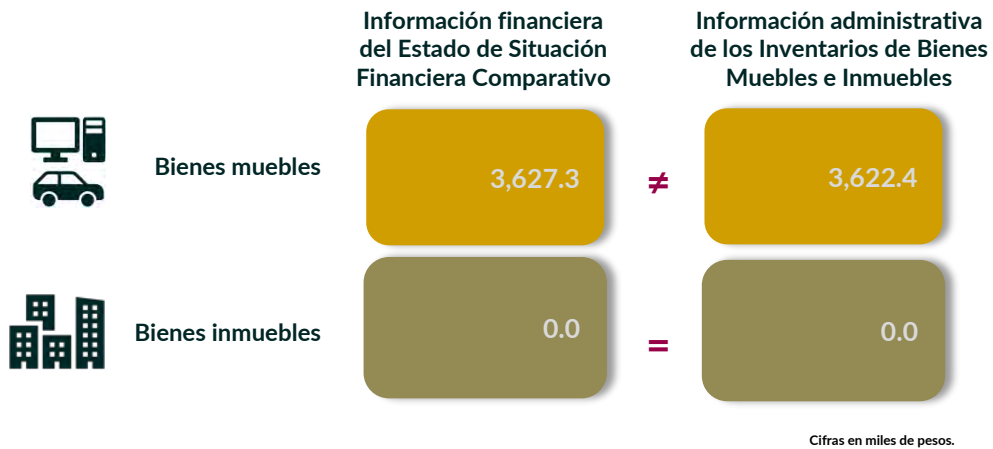 Información financiera
del Estado de Situación
Financiera Comparativo
Información administrativa
de los Inventarios de Bienes
Muebles e Inmuebles
Bienes muebles
3,627.3
≠
3,622.4
Bienes inmuebles
0.0
=
0.0
Cifras en miles de pesos.